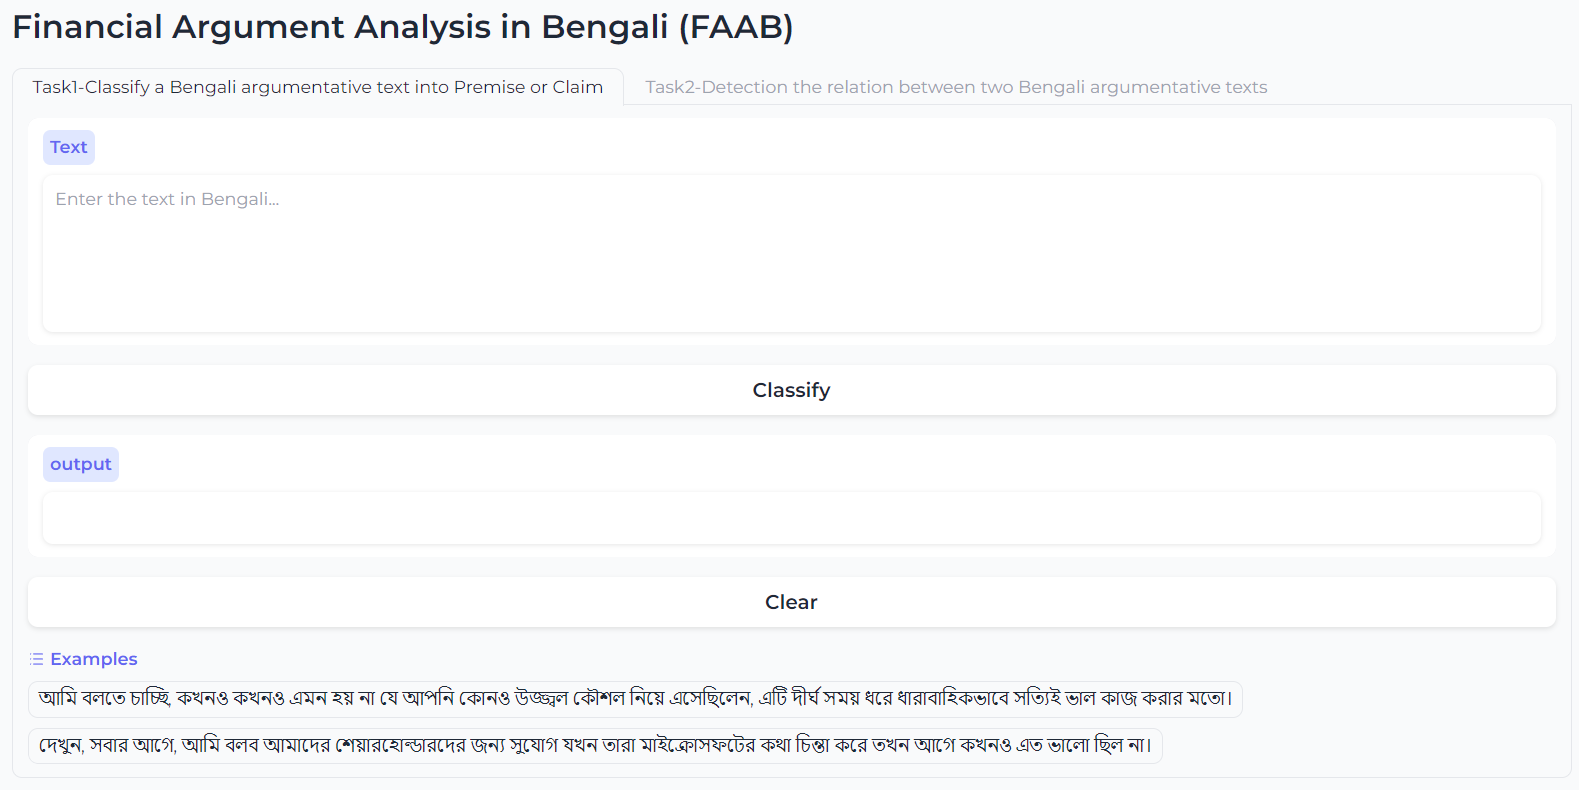 Financial Argument Analysis in Bengali (FAAB)
Task1-Classify a Bengali argumentative text into Premise or Claim
Task2-Detection the relation between two Bengali argumentative texts
Text
Enter the text in Bengali...
Classify
output
Clear
Examples
আমি বলতে চাচ্ছি, কখনও কখনও এমন হয় না যে আপনি কোনও উজ্জ্বল কৌশল নিয়ে এসেছিলেন, এটি দীর্ঘ সময় ধরে ধারাবাহিকভাবে সত্যিই ভাল কাজ করার মতো।
দেখুন, সবার আগে, আমি বলব আমাদের শেয়ারহোল্ডারদের জন্য সুযোগ যখন তারা মাইক্রোসফটের কথা চিন্তা করে তখন আগে কখনও এত ভালো ছিল না।